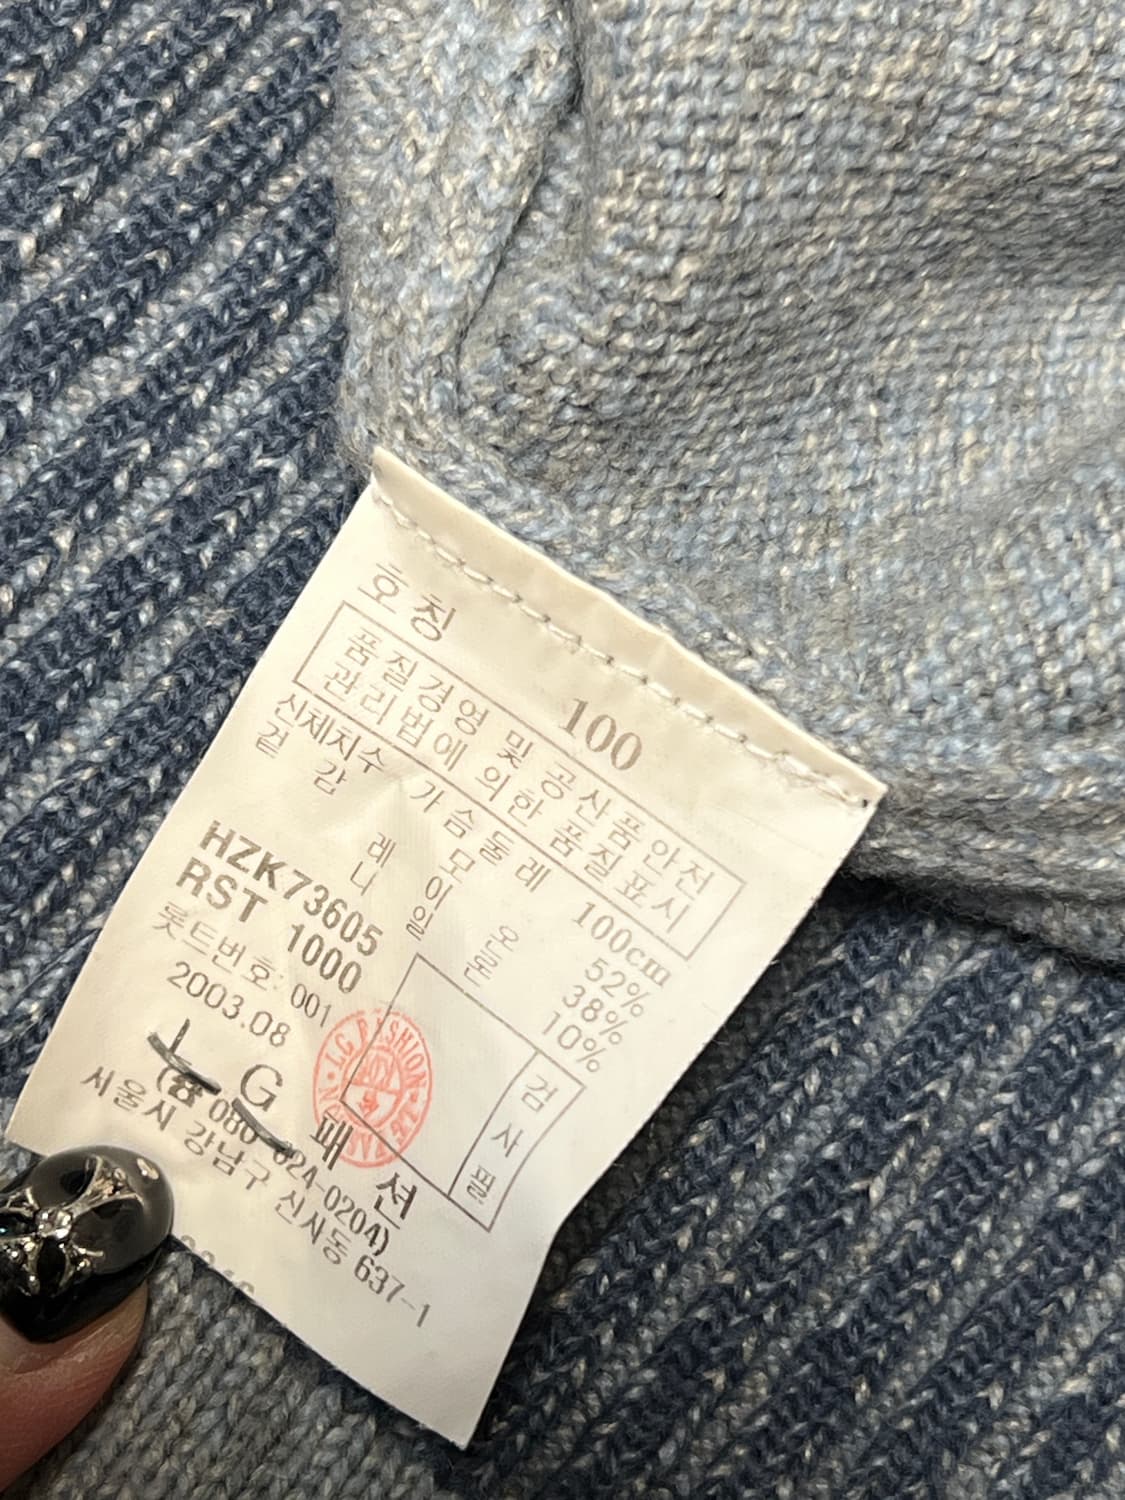 호칭 100
품질경영 및 공산품안전
관리법에 의한 품질표시
신체치수 가슴둘레 100cm
겉감 모 52%
레이온 38%
나일론 10%
HZK73605
RST 1000
롯트번호: 001
2003.08
LG 패션
(☎ 080-024-0204)
서울시 강남구 신사동 637-1
검사필
LG FASHION